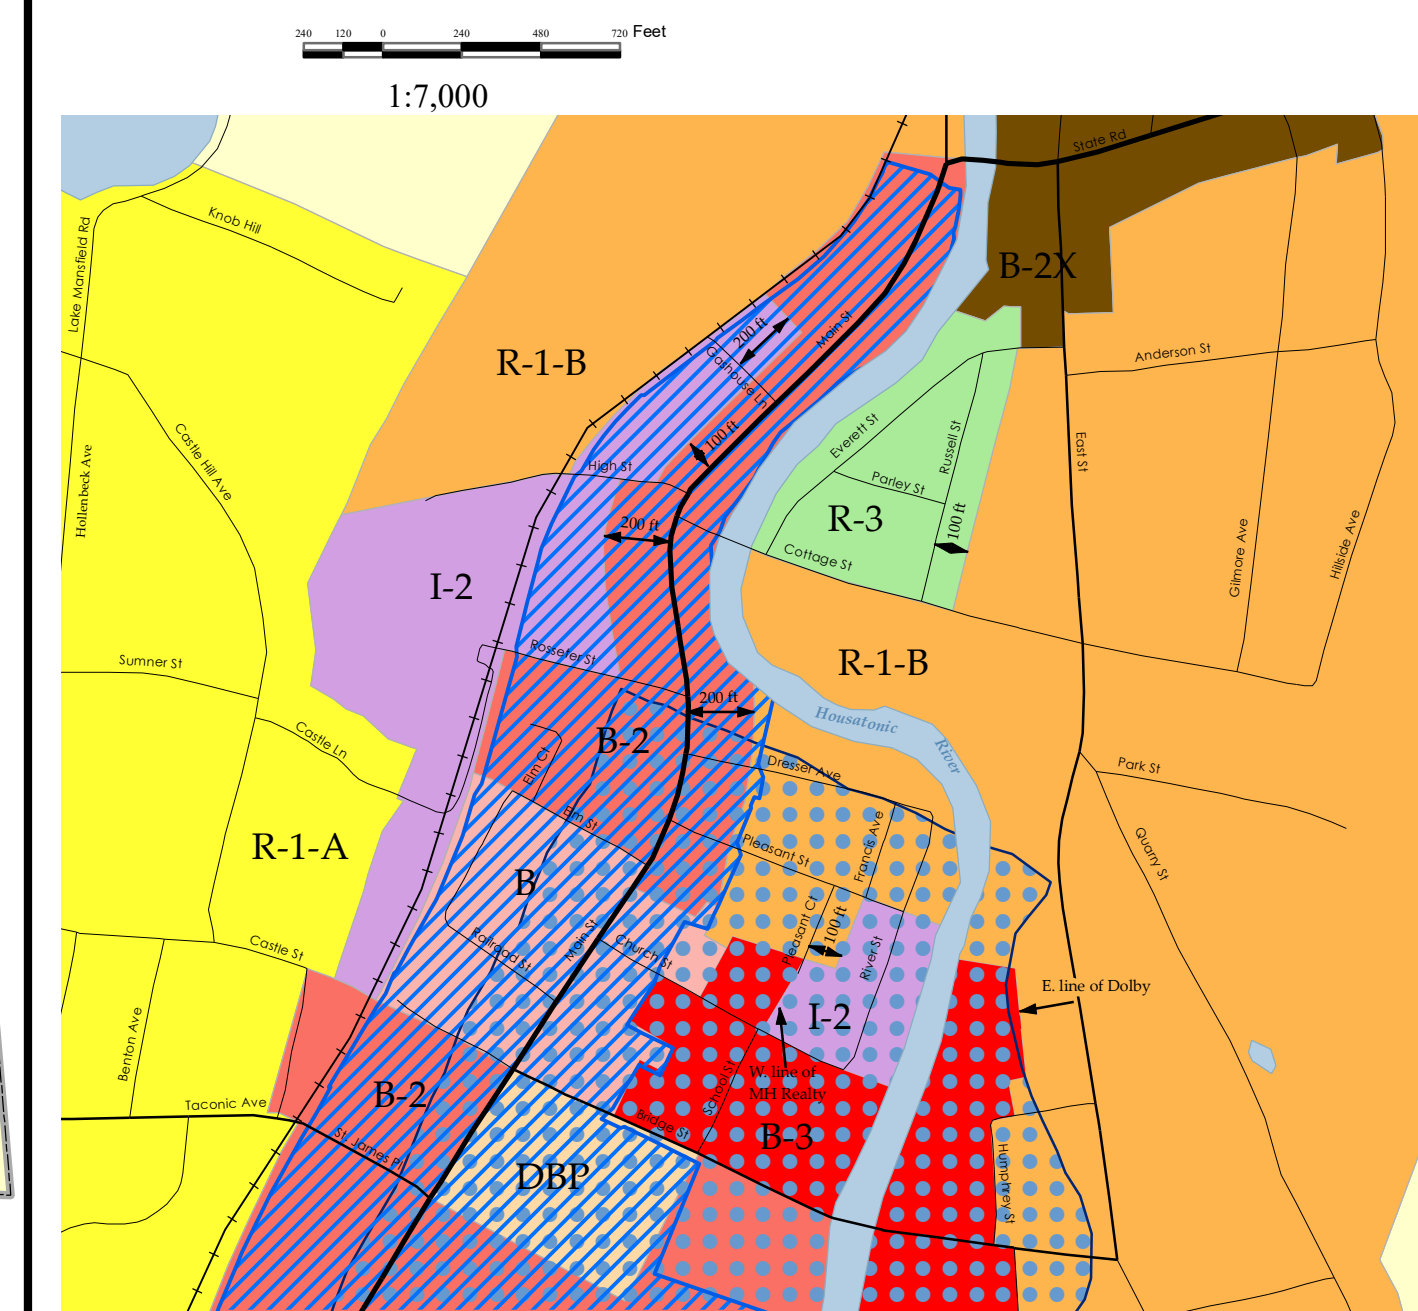 240 120 0 240 480 720 Feet
1:7,000
State Rd
Knob Hill
Lake Mansfield Rd
B-2X
200 ft
Main St
Gashouse Ln
R-1-B
Anderson St
Everett St
Russell St
Castle Hill Ave
Hollenbeck Ave
100 ft
East St
High St
Parley St
R-3
100 ft
200 ft
Cottage St
Gilmore Ave
Hillside Ave
I-2
Rosseter St
Sumner St
R-1-B
200 ft
Housatonic
River
Castle Ln
B-2
Elm Ct
Dresser Ave
Park St
Elm St
Pleasant St
Francis Ave
Quarry St
R-1-A
B
Castle St
Railroad St
Main St
Church St
Pleasant Ct
100 ft
River St
E. line of Dolby
Benton Ave
I-2
W. line of
MH Realty
B-2
School St
Taconic Ave
Bridge St
B-3
St. James Pl
DBP
Humphrey St